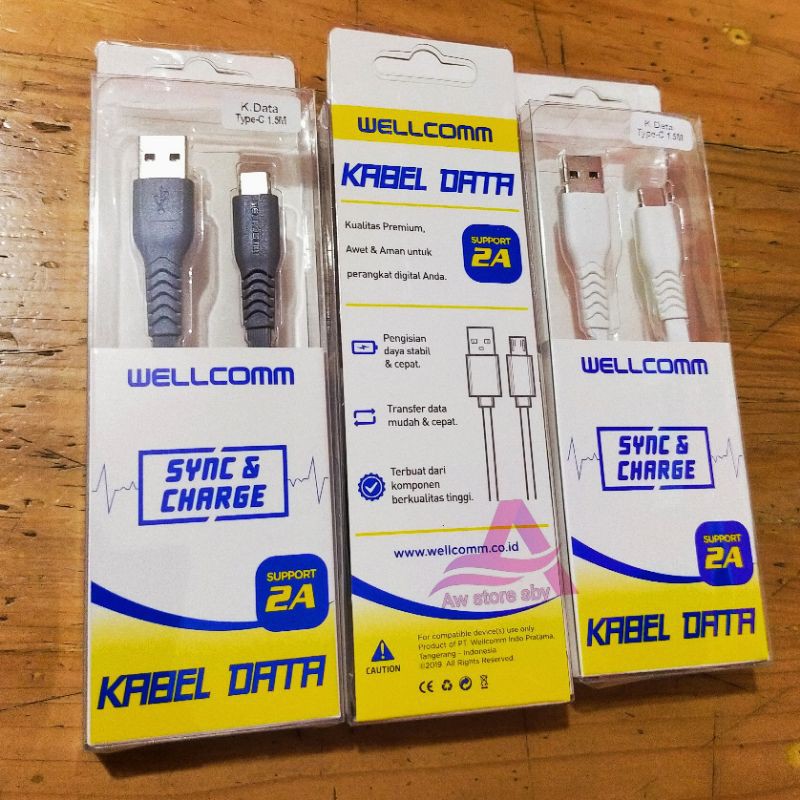 K.Data
Type-C 1.5M
WELLCOMM
SYNC &
CHARGE
SUPPORT
2A
KABEL DATA
WELLCOMM
KABEL DATA
Kualitas Premium,
Awet & Aman untuk
perangkat digital Anda.
SUPPORT
2A
Pengisian
daya stabil
& cepat.
Transfer data
mudah & cepat.
Terbuat dari
komponen
berkualitas tinggi.
www.wellcomm.co.id
Aw store sby
CAUTION
For compatible device(s) use only
Product of PT. Wellcomm Indo Pratama,
Tangerang - Indonesia
©2019. All Rights Reserved.
CE
K.Data
Type-C 1.5M
WELLCOMM
SYNC &
CHARGE
SUPPORT
2A
KABEL DATA